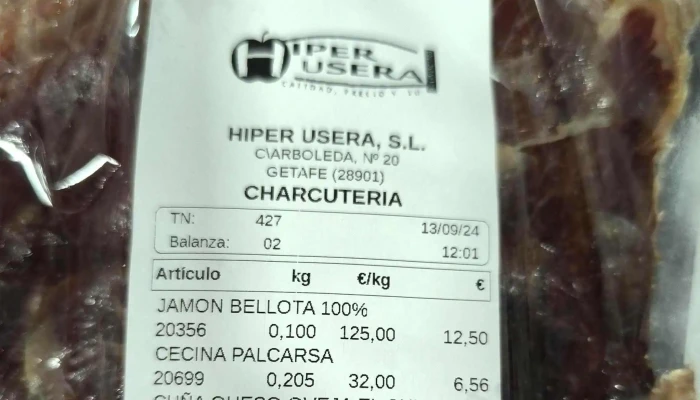 HIPER
USERA
HIPER USERA, S.L.
C\ARBOLEDA, Nº 20
GETAFE (28901)
CHARCUTERIA
TN: 427 13/09/24
Balanza: 02 12:01
Artículo kg €/kg €
JAMON BELLOTA 100%
20356 0,100 125,00 12,50
CECINA PALCARSA
20699 0,205 32,00 6,56